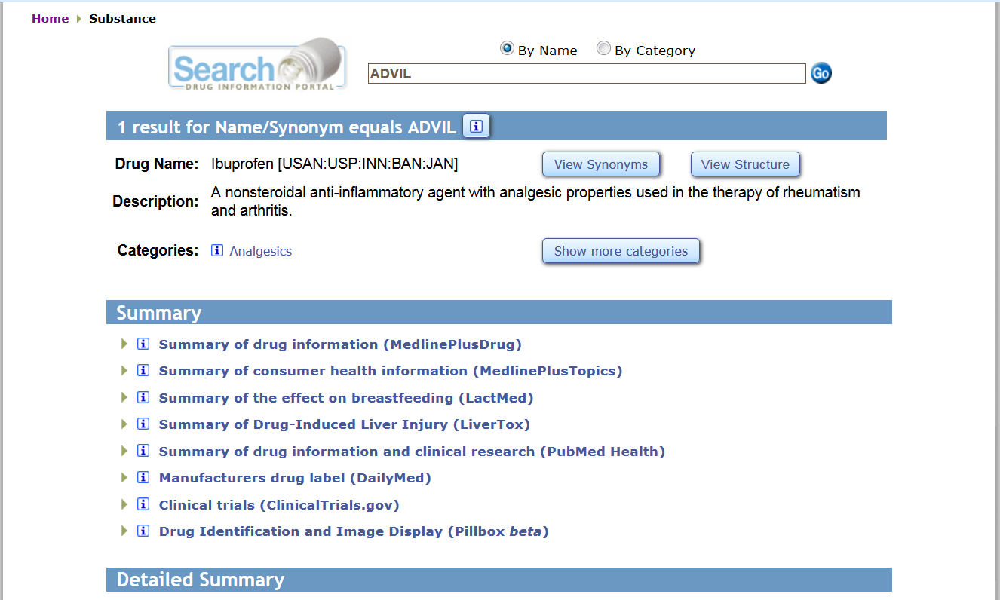 Home Substance
By Name By Category
Search
DRUG INFORMATION PORTAL
ADVIL Go
1 result for Name/Synonym equals ADVIL i
Drug Name: Ibuprofen [USAN:USP:INN:BAN:JAN] View Synonyms View Structure
Description: A nonsteroidal anti-inflammatory agent with analgesic properties used in the therapy of rheumatism
and arthritis.
Categories: i Analgesics Show more categories
Summary
i Summary of drug information (MedlinePlusDrug)
i Summary of consumer health information (MedlinePlusTopics)
i Summary of the effect on breastfeeding (LactMed)
i Summary of Drug-Induced Liver Injury (LiverTox)
i Summary of drug information and clinical research (PubMed Health)
i Manufacturers drug label (DailyMed)
i Clinical trials (ClinicalTrials.gov)
i Drug Identification and Image Display (Pillbox beta)
Detailed Summary